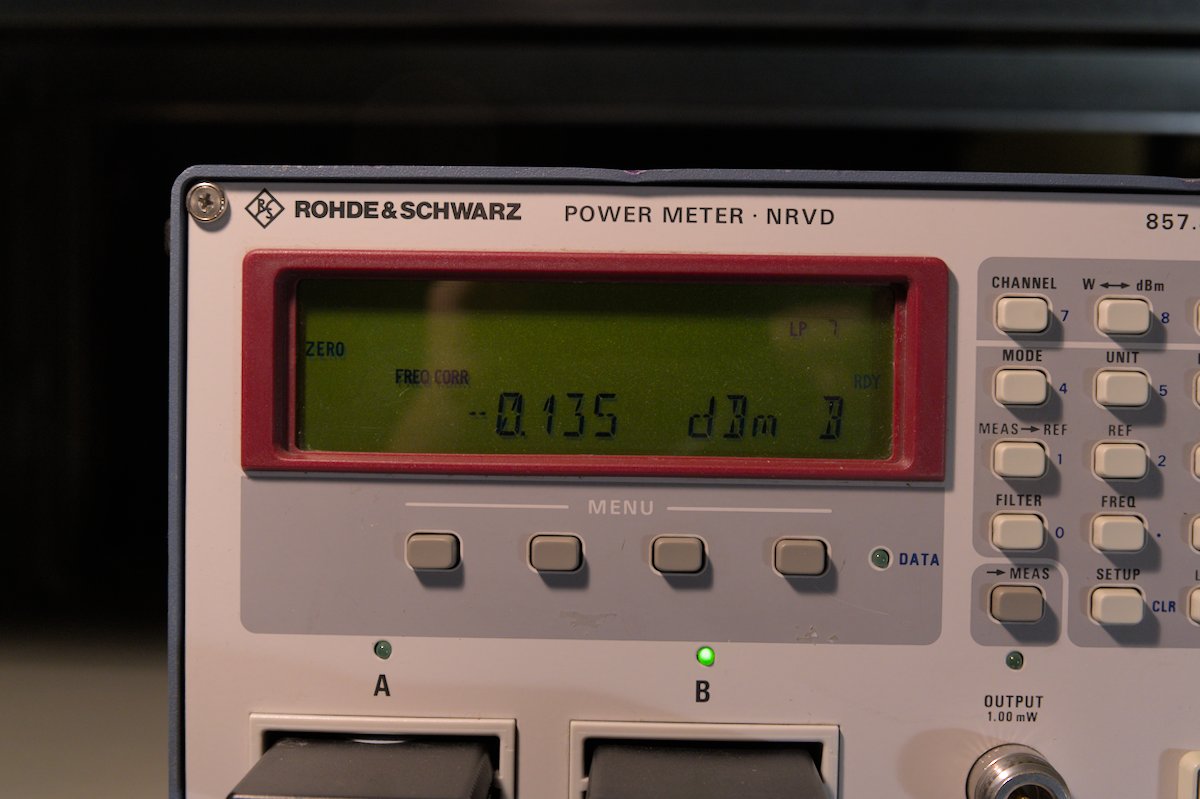 R&S ROHDE & SCHWARZ POWER METER · NRVD 857.
LP 7
ZERO
FREQ CORR RDY
-0.135 dBm B
MENU
DATA
A B
CHANNEL W ↔ dBm
7 8
MODE UNIT
4 5
MEAS→REF REF
1 2
FILTER FREQ
0 .
→ MEAS SETUP
CLR
OUTPUT
1.00 mW